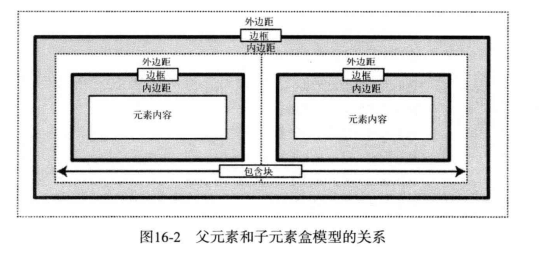 外边距
边框
内边距
外边距
外边距
边框
边框
内边距
内边距
元素内容
元素内容
包含块
图16-2 父元素和子元素盒模型的关系